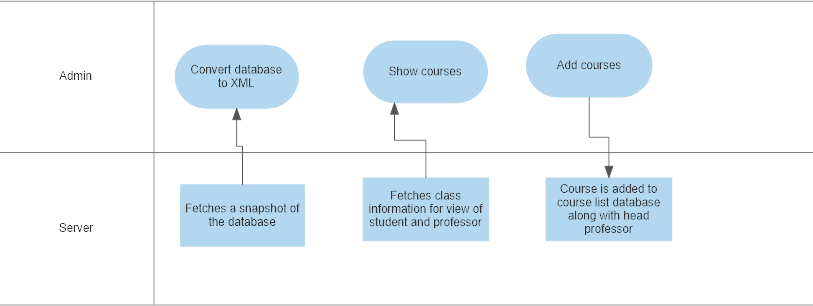 Admin
Convert database
to XML
Show courses
Add courses
Server
Fetches a snapshot of
the database
Fetches class
information for view of
student and professor
Course is added to
course list database
along with head
professor